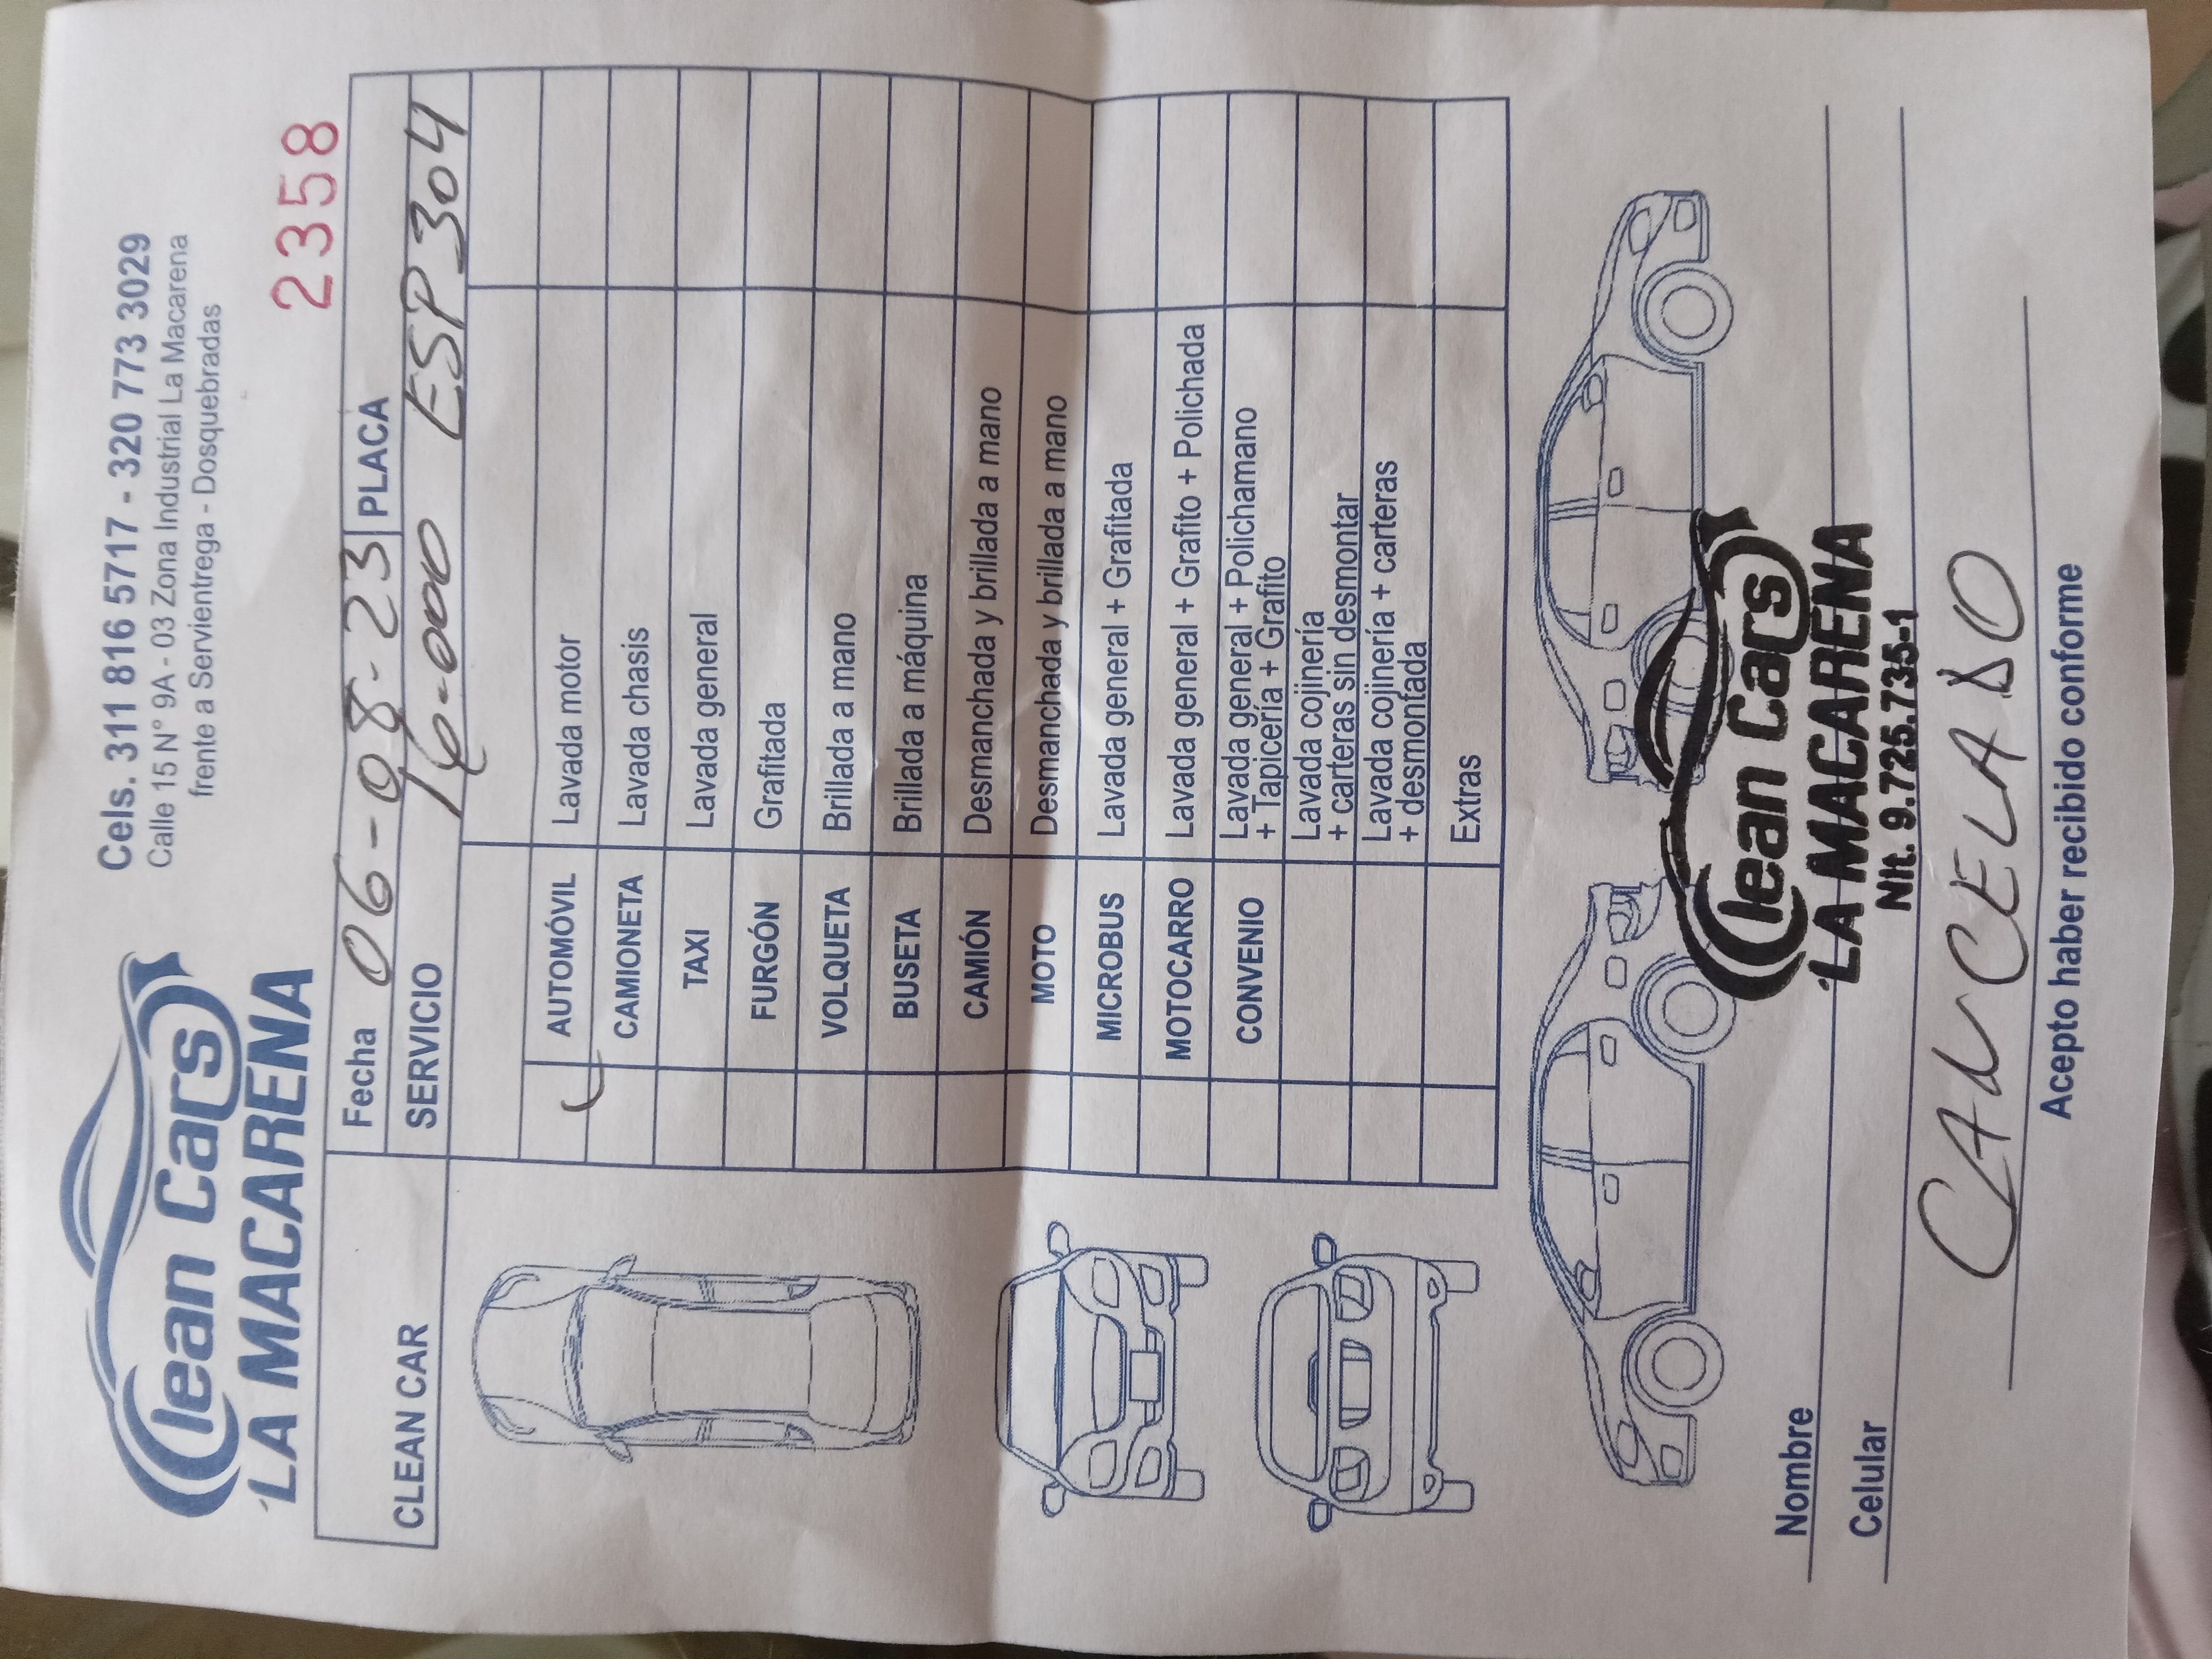 Clean Cars
LA MACARENA
Cels. 311 816 5717 - 320 773 3029
Calle 15 N° 9A - 03 Zona Industrial La Macarena
frente a Servientrega - Dosquebradas
2358
CLEAN CAR
Fecha 06-08-23 PLACA
SERVICIO 16.000 ESP304
AUTOMÓVIL Lavada motor
CAMIONETA Lavada chasis
TAXI Lavada general
FURGÓN Grafitada
VOLQUETA Brillada a mano
BUSETA Brillada a máquina
CAMIÓN Desmanchada y brillada a mano
MOTO Desmanchada y brillada a mano
MICROBUS Lavada general + Grafitada
MOTOCARRO Lavada general + Grafito + Polichada
CONVENIO Lavada general + Polichamano
+ Tapicería + Grafito
Lavada cojinería
+ carteras sin desmontar
Lavada cojinería + carteras
+ desmontada
Extras
Clean Cars
LA MACARENA
Nit. 9.725.735-1
Nombre
Celular
CANCELADO
Acepto haber recibido conforme